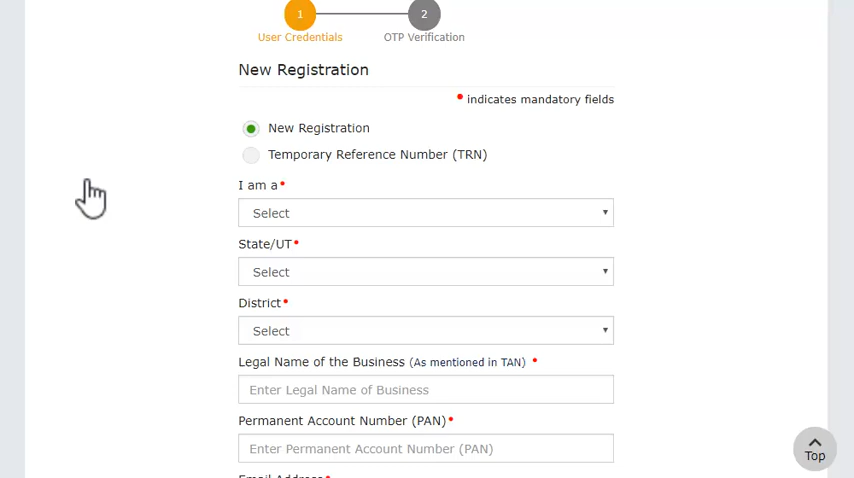 1 2
User Credentials OTP Verification
New Registration
• indicates mandatory fields
New Registration
Temporary Reference Number (TRN)
I am a•
Select
State/UT•
Select
District•
Select
Legal Name of the Business (As mentioned in TAN) •
Enter Legal Name of Business
Permanent Account Number (PAN)•
Enter Permanent Account Number (PAN)
Top
Email Address•